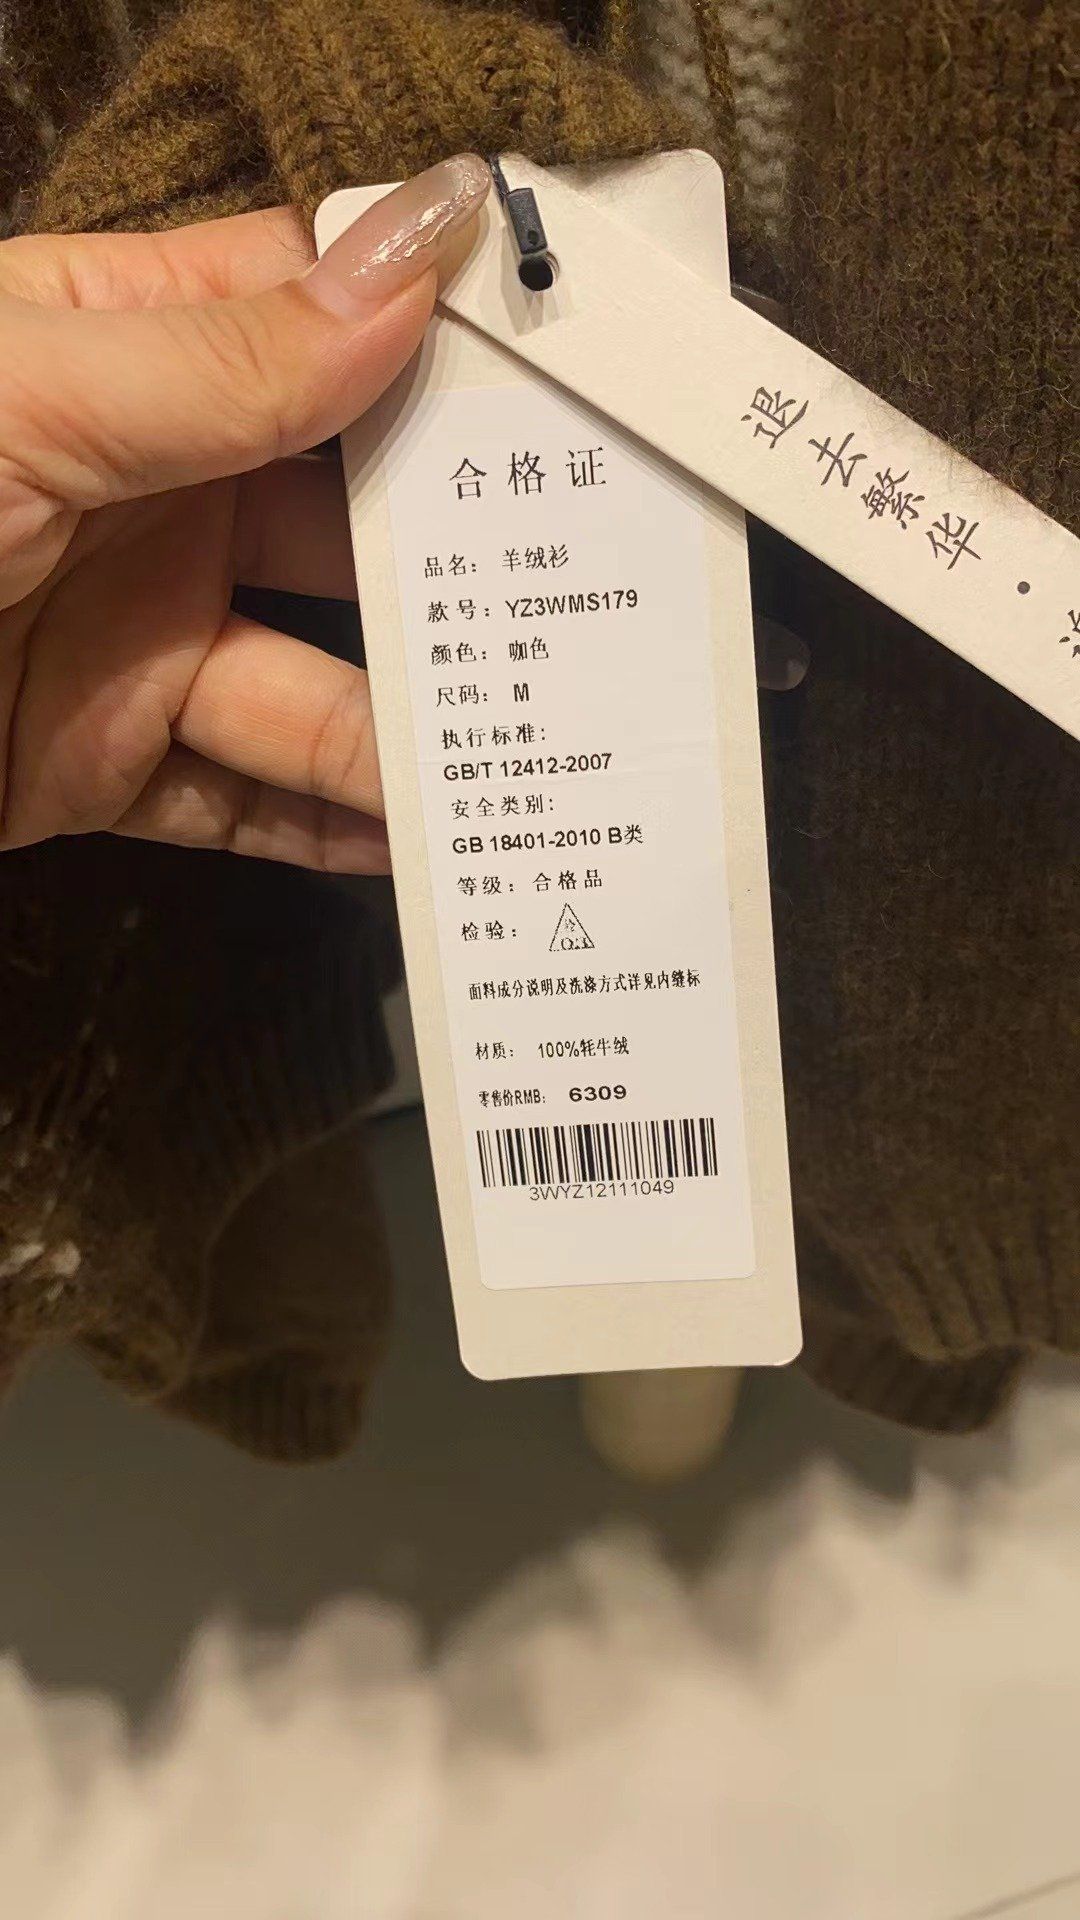 退去繁华·
合格证
品名： 羊绒衫
款号：YZ3WMS179
颜色： 咖色
尺码： M
执行标准：
GB/T 12412-2007
安全类别：
GB 18401-2010 B类
等级：合格品
检验：
面料成分说明及洗涤方式详见内缝标
材质： 100%牦牛绒
零售价RMB： 6309
3WYZ12111049